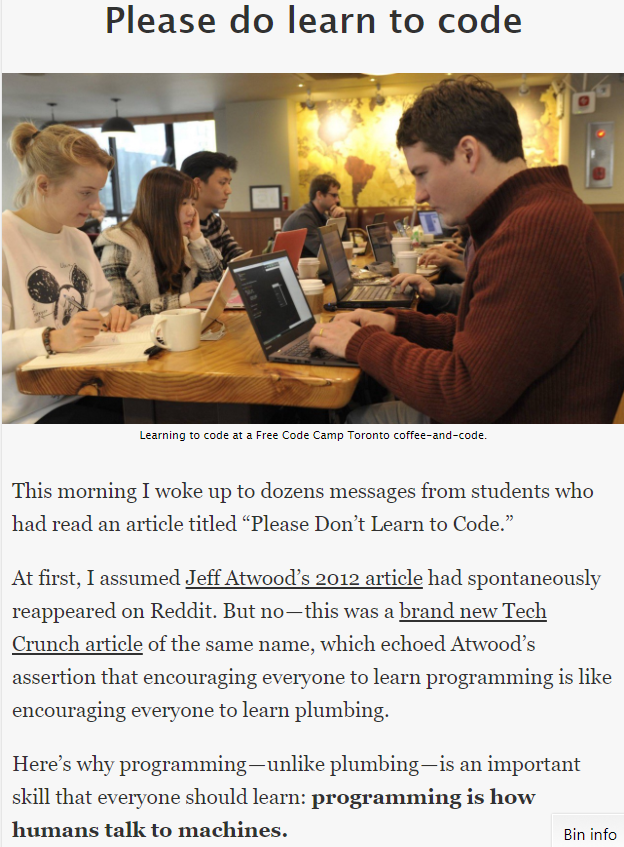 Please do learn to code
Learning to code at a Free Code Camp Toronto coffee-and-code.
This morning I woke up to dozens messages from students who
had read an article titled “Please Don’t Learn to Code.”
At first, I assumed Jeff Atwood’s 2012 article had spontaneously
reappeared on Reddit. But no—this was a brand new Tech
Crunch article of the same name, which echoed Atwood’s
assertion that encouraging everyone to learn programming is like
encouraging everyone to learn plumbing.
Here’s why programming—unlike plumbing—is an important
skill that everyone should learn: programming is how
humans talk to machines.
Bin info